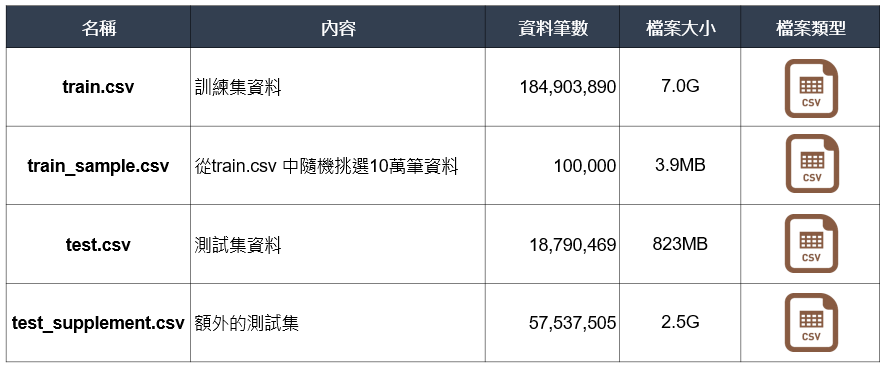 名稱 內容 資料筆數 檔案大小 檔案類型
train.csv 訓練集資料 184,903,890 7.0G CSV
train_sample.csv 從train.csv 中隨機挑選10萬筆資料 100,000 3.9MB CSV
test.csv 測試集資料 18,790,469 823MB CSV
test_supplement.csv 額外的測試集 57,537,505 2.5G CSV